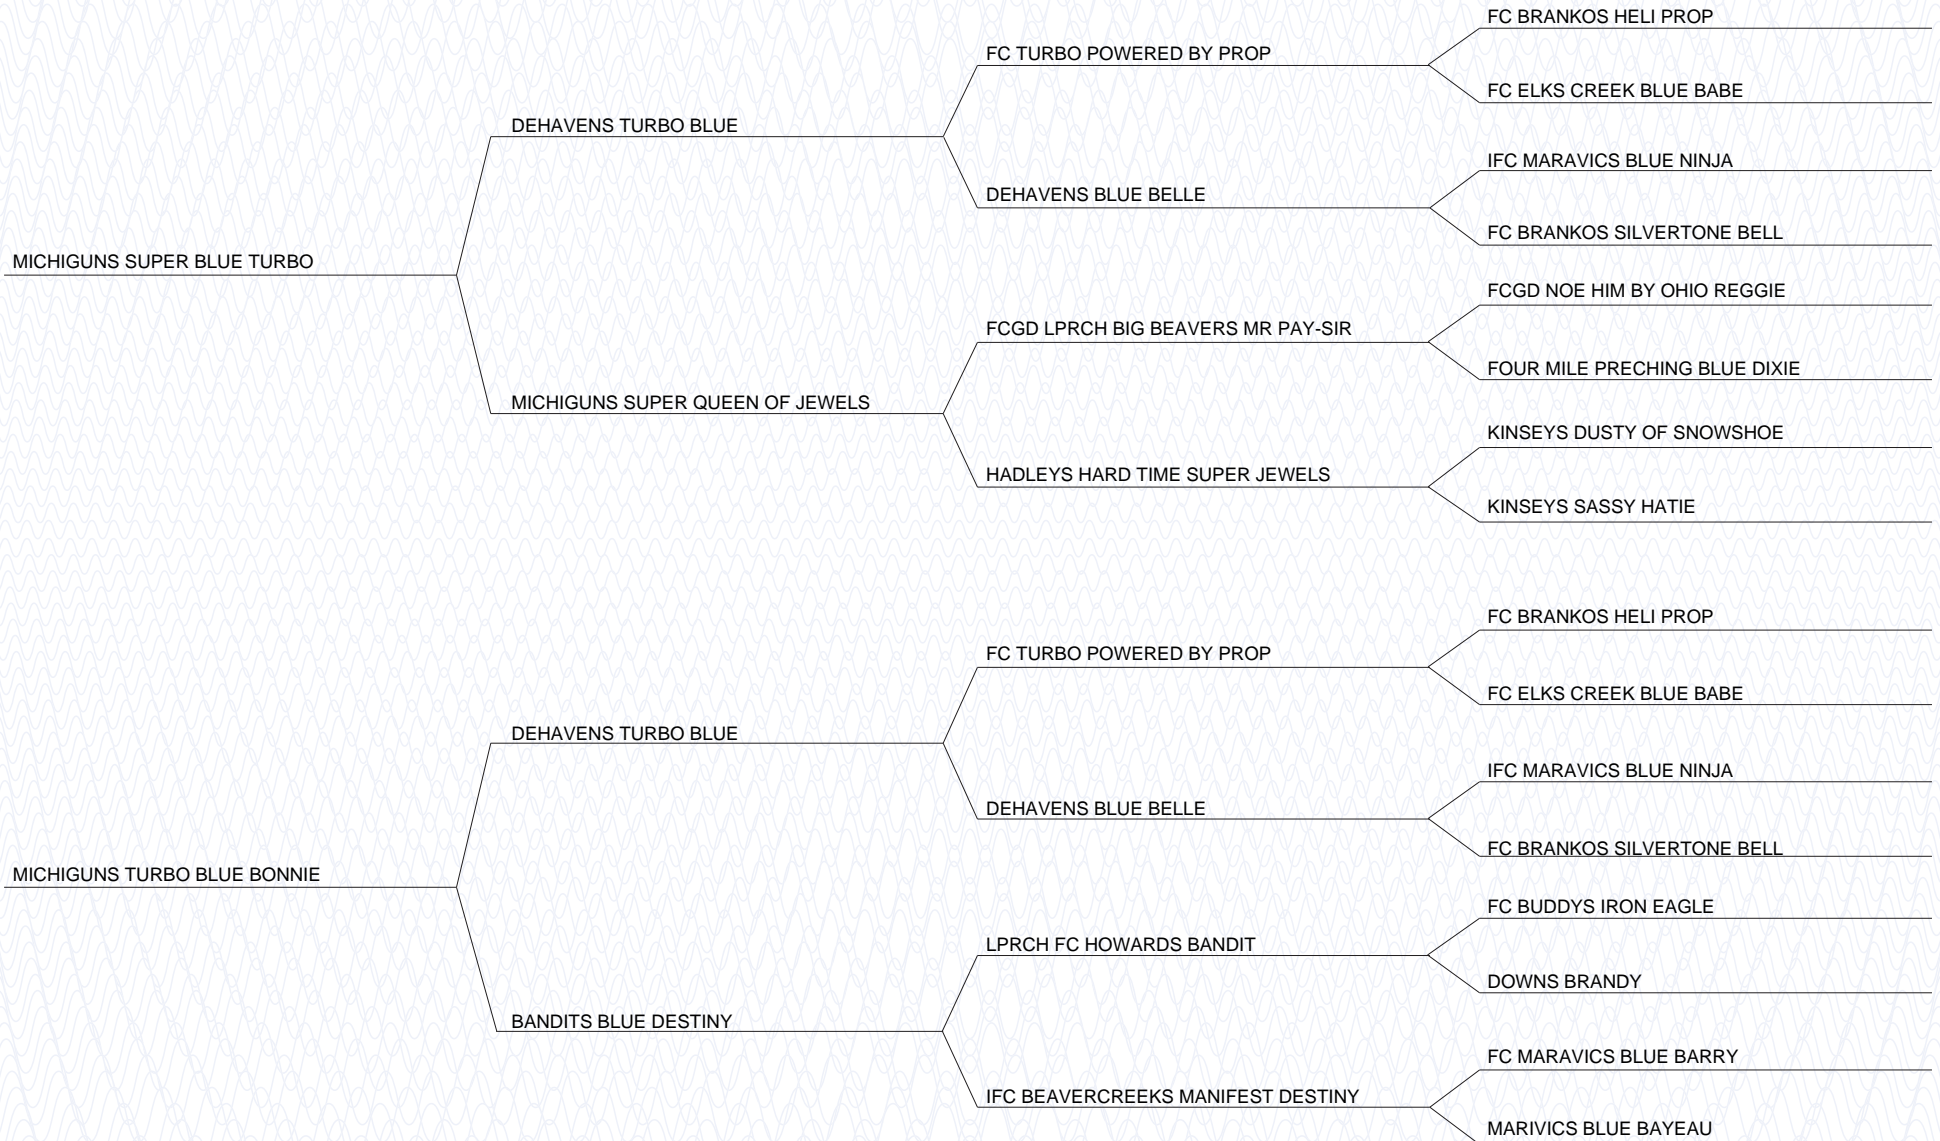 FC BRANKOS HELI PROP
FC TURBO POWERED BY PROP
FC ELKS CREEK BLUE BABE
DEHAVENS TURBO BLUE
IFC MARAVICS BLUE NINJA
DEHAVENS BLUE BELLE
FC BRANKOS SILVERTONE BELL
MICHIGUNS SUPER BLUE TURBO
FCGD NOE HIM BY OHIO REGGIE
FCGD LPRCH BIG BEAVERS MR PAY-SIR
FOUR MILE PRECHING BLUE DIXIE
MICHIGUNS SUPER QUEEN OF JEWELS
KINSEYS DUSTY OF SNOWSHOE
HADLEYS HARD TIME SUPER JEWELS
KINSEYS SASSY HATIE
FC BRANKOS HELI PROP
FC TURBO POWERED BY PROP
FC ELKS CREEK BLUE BABE
DEHAVENS TURBO BLUE
IFC MARAVICS BLUE NINJA
DEHAVENS BLUE BELLE
FC BRANKOS SILVERTONE BELL
MICHIGUNS TURBO BLUE BONNIE
FC BUDDYS IRON EAGLE
LPRCH FC HOWARDS BANDIT
DOWNS BRANDY
BANDITS BLUE DESTINY
FC MARAVICS BLUE BARRY
IFC BEAVERCREEKS MANIFEST DESTINY
MARIVICS BLUE BAYEAU